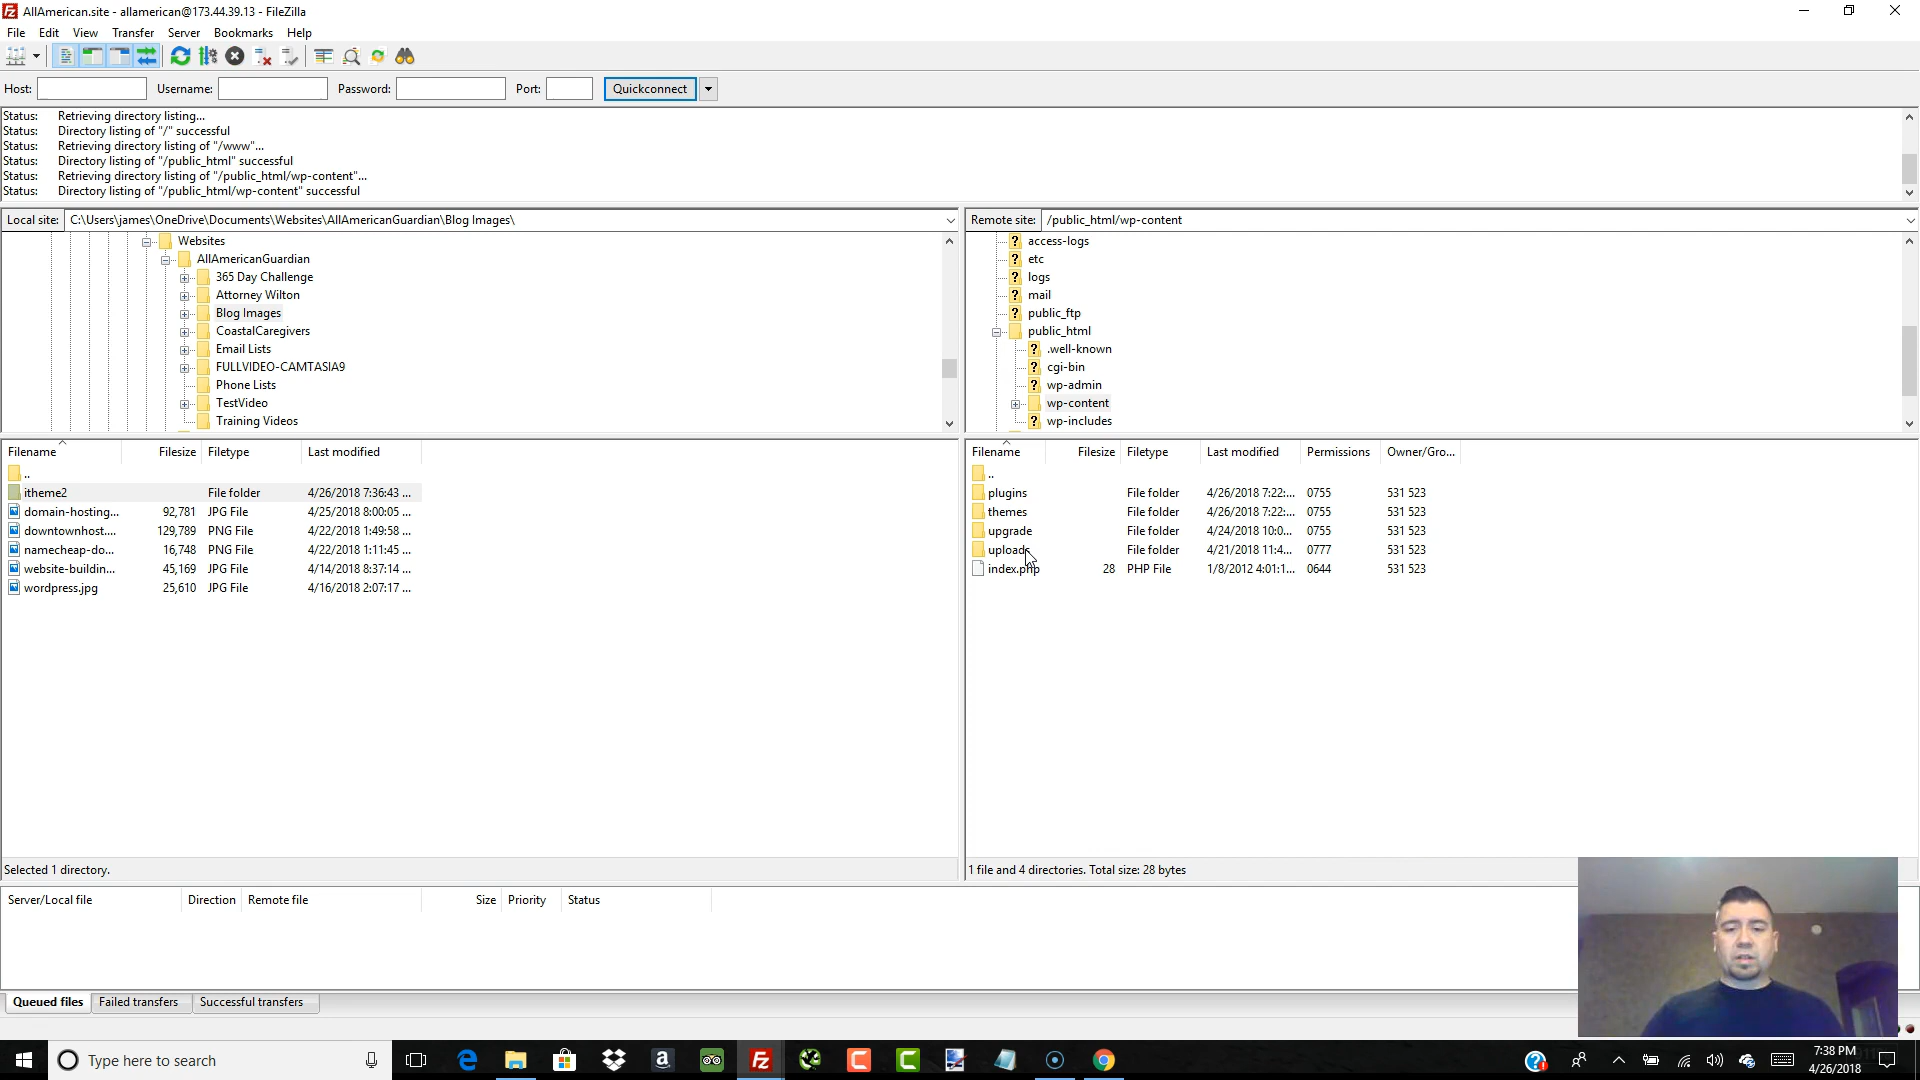 AllAmerican.site - allamerican@173.44.39.13 - FileZilla
File Edit View Transfer Server Bookmarks Help
Host: Username: Password: Port: Quickconnect
Status: Retrieving directory listing...
Status: Directory listing of "/" successful
Status: Retrieving directory listing of "/www"...
Status: Directory listing of "/public_html" successful
Status: Retrieving directory listing of "/public_html/wp-content"...
Status: Directory listing of "/public_html/wp-content" successful
Local site: C:\Users\james\OneDrive\Documents\Websites\AllAmericanGuardian\Blog Images\
Websites
AllAmericanGuardian
365 Day Challenge
Attorney Wilton
Blog Images
CoastalCaregivers
Email Lists
FULLVIDEO-CAMTASIA9
Phone Lists
TestVideo
Training Videos
Remote site: /public_html/wp-content
access-logs
etc
logs
mail
public_ftp
public_html
.well-known
cgi-bin
wp-admin
wp-content
wp-includes
Filename Filesize Filetype Last modified
..
itheme2 File folder 4/26/2018 7:36:43 ...
domain-hosting... 92,781 JPG File 4/25/2018 8:00:05 ...
downtownhost.... 129,789 PNG File 4/22/2018 1:49:58 ...
namecheap-do... 16,748 PNG File 4/22/2018 1:11:45 ...
website-buildin... 45,169 JPG File 4/14/2018 8:37:14 ...
wordpress.jpg 25,610 JPG File 4/16/2018 2:07:17 ...
Selected 1 directory.
Filename Filesize Filetype Last modified Permissions Owner/Gro...
..
plugins File folder 4/26/2018 7:22:... 0755 531 523
themes File folder 4/26/2018 7:22:... 0755 531 523
upgrade File folder 4/24/2018 10:0... 0755 531 523
uploads File folder 4/21/2018 11:4... 0777 531 523
index.php 28 PHP File 1/8/2012 4:01:1... 0644 531 523
1 file and 4 directories. Total size: 28 bytes
Server/Local file Direction Remote file Size Priority Status
Queued files Failed transfers Successful transfers
Type here to search
7:38 PM
4/26/2018